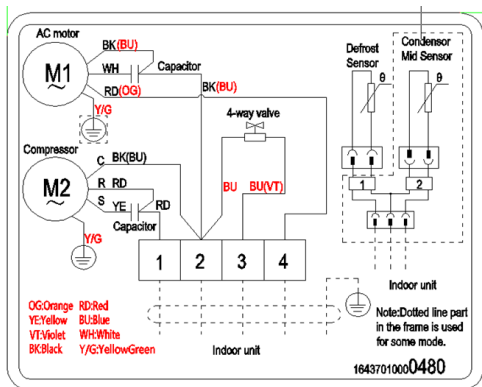 AC motor
M1
~
BK(BU)
WH
Capacitor
RD(OG)
BK(BU)
Y/G
4-way valve
Defrost
Sensor
Condensor
Mid Sensor
θ
θ
Compressor
M2
~
C BK(BU)
R RD
S YE
RD
Capacitor
Y/G
BU
BU(VT)
1
2
1 2 3 4
Indoor unit
Indoor unit
OG:Orange RD:Red
YE:Yellow BU:Blue
VT:Violet WH:White
BK:Black Y/G:YellowGreen
Note:Dotted line part
in the frame is used
for some mode.
16437010000480